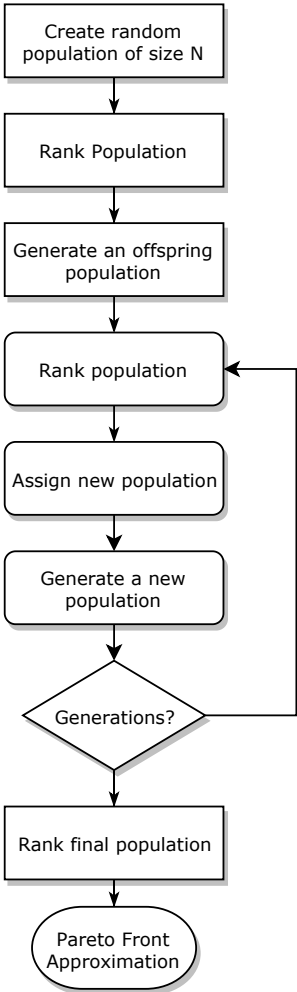 Create random
population of size N
Rank Population
Generate an offspring
population
Rank population
Assign new population
Generate a new
population
Generations?
Rank final population
Pareto Front
Approximation